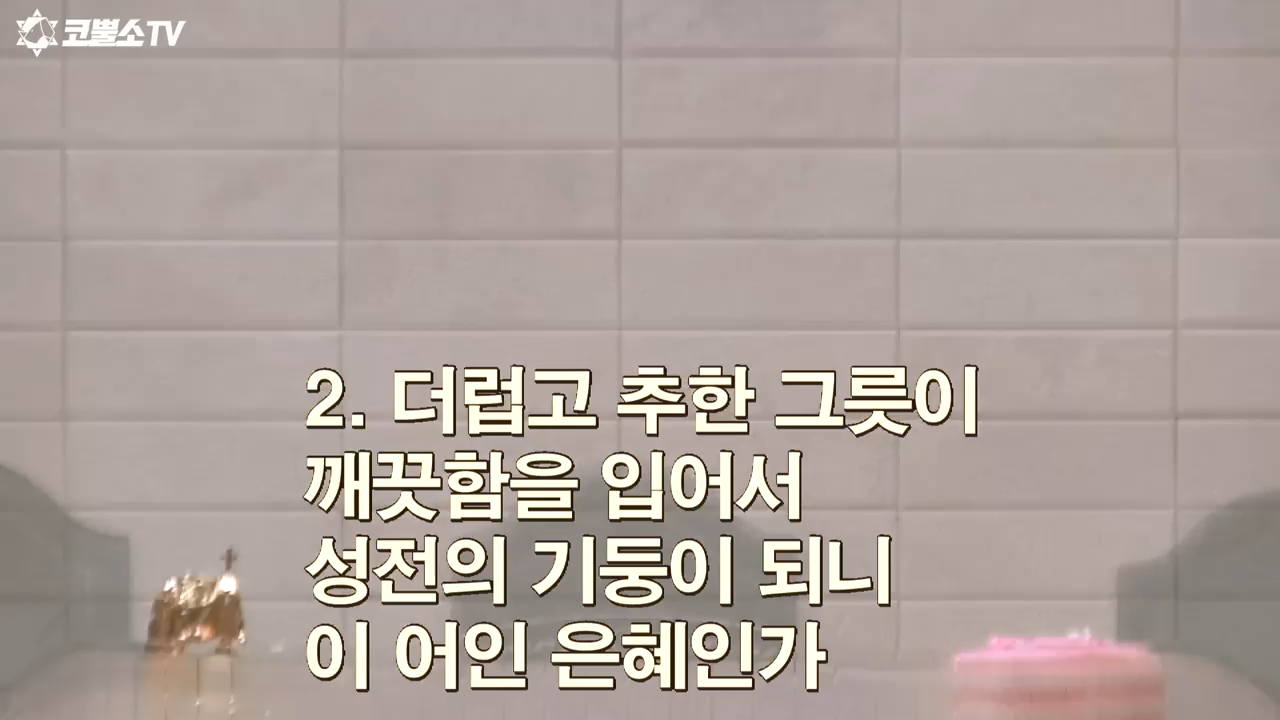 코뿔소TV
2. 더럽고 추한 그릇이
깨끗함을 입어서
성전의 기둥이 되니
이 어인 은혜인가